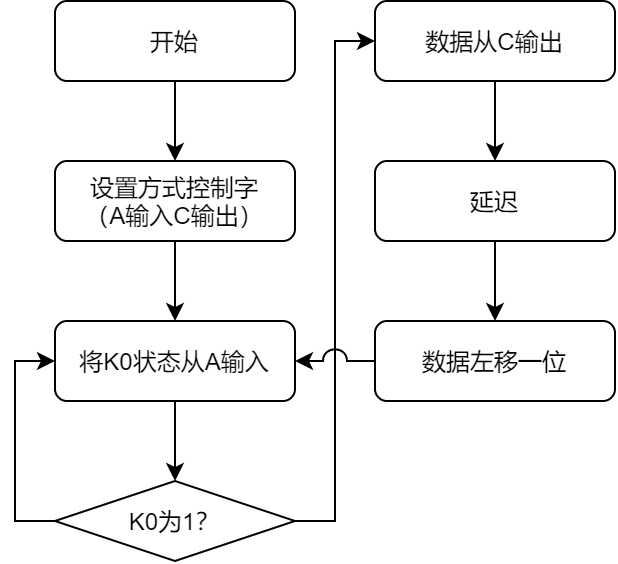 开始
设置方式控制字
（A输入C输出）
将K0状态从A输入
K0为1？
数据从C输出
延迟
数据左移一位